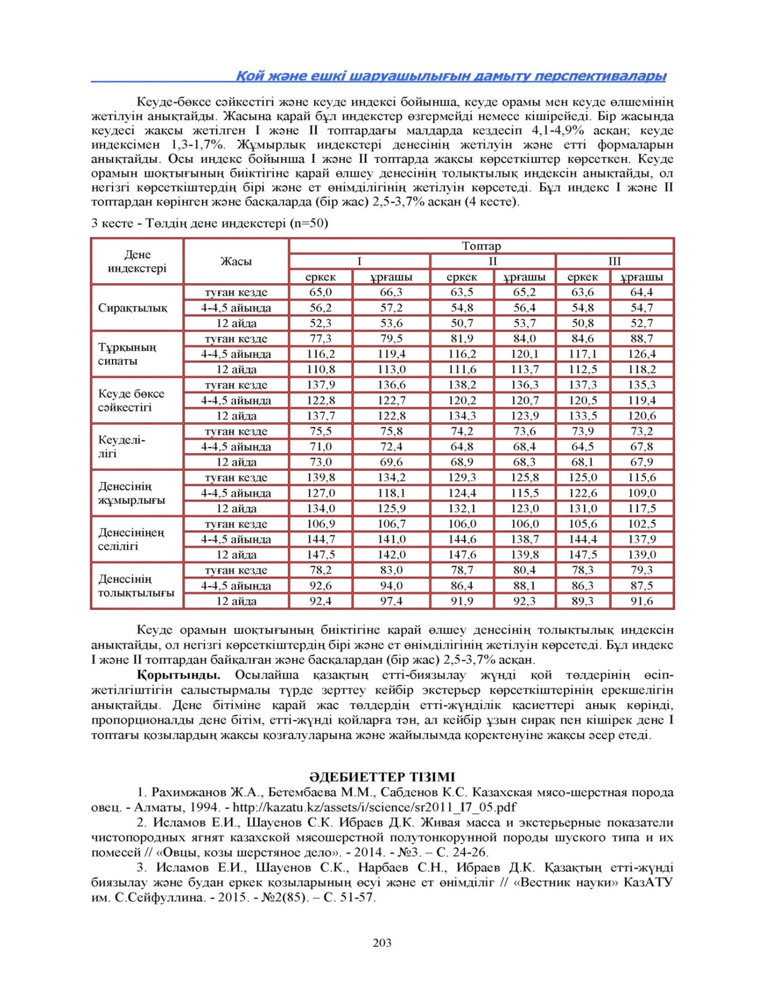 Қой және ешкі шаруашылығын дамыту перспективалары
Кеуде-бөксе сәйкестігі және кеуде индексі бойынша, кеуде орамы мен кеуде өлшемінің
жетілуін анықтайды. Жасына қарай бұл индекстер өзгермейді немесе кішірейеді. Бір жасында
кеудесі жақсы жетілген I және II топтардағы малдарда кездесіп 4,1-4,9% асқан; кеуде
индексімен 1,3-1,7%. Жұмырлық индекстері денесінің жетілуін және етті формаларын
анықтайды. Осы индекс бойынша I және II топтарда жақсы көрсеткіштер көрсеткен. Кеуде
орамын шоқтығының биіктігіне қарай өлшеу денесінің толықтылық индексін анықтайды, ол
негізгі көрсеткіштердің бірі және ет өнімділігінің жетілуін көрсетеді. Бұл индекс I және II
топтардан көрінген және басқаларда (бір жас) 2,5-3,7% асқан (4 кесте).
3 кесте - Төлдің дене индекстері (n=50)
Дене индекстері Жасы Топтар
I II III
еркек ұрғашы еркек ұрғашы еркек ұрғашы
Сирақтылық туған кезде 65,0 66,3 63,5 65,2 63,6 64,4
4-4,5 айында 56,2 57,2 54,8 56,4 54,8 54,7
12 айда 52,3 53,6 50,7 53,7 50,8 52,7
Тұрқының сипаты туған кезде 77,3 79,5 81,9 84,0 84,6 88,7
4-4,5 айында 116,2 119,4 116,2 120,1 117,1 126,4
12 айда 110,8 113,0 111,6 113,7 112,5 118,2
Кеуде бөксе сәйкестігі туған кезде 137,9 136,6 138,2 136,3 137,3 135,3
4-4,5 айында 122,8 122,7 120,2 120,7 120,5 119,4
12 айда 137,7 122,8 134,3 123,9 133,5 120,6
Кеуделі-лігі туған кезде 75,5 75,8 74,2 73,6 73,9 73,2
4-4,5 айында 71,0 72,4 64,8 68,4 64,5 67,8
12 айда 73,0 69,6 68,9 68,3 68,1 67,9
Денесінің жұмырлығы туған кезде 139,8 134,2 129,3 125,8 125,0 115,6
4-4,5 айында 127,0 118,1 124,4 115,5 122,6 109,0
12 айда 134,0 125,9 132,1 123,0 131,0 117,5
Денесінінең селілігі туған кезде 106,9 106,7 106,0 106,0 105,6 102,5
4-4,5 айында 144,7 141,0 144,6 138,7 144,4 137,9
12 айда 147,5 142,0 147,6 139,8 147,5 139,0
Денесінің толықтылығы туған кезде 78,2 83,0 78,7 80,4 78,3 79,3
4-4,5 айында 92,6 94,0 86,4 88,1 86,3 87,5
12 айда 92,4 97,4 91,9 92,3 89,3 91,6
Кеуде орамын шоқтығының биіктігіне қарай өлшеу денесінің толықтылық индексін
анықтайды, ол негізгі көрсеткіштердің бірі және ет өнімділігінің жетілуін көрсетеді. Бұл индекс
I және II топтардан байқалған және басқалардан (бір жас) 2,5-3,7% асқан.
Қорытынды. Осылайша қазақтың етті-биязылау жүнді қой төлдерінің өсіп-
жетілгіштігін салыстырмалы түрде зерттеу кейбір экстерьер көрсеткіштерінің ерекшелігін
анықтайды. Дене бітіміне қарай жас төлдердің етті-жүнділік қасиеттері анық көрінді,
пропорционалды дене бітім, етті-жүнді қойларға тән, ал кейбір ұзын сирақ пен кішірек дене I
топтағы қозылардың жақсы қозғалуларына және жайылымда қоректенуіне жақсы әсер етеді.
ӘДЕБИЕТТЕР ТІЗІМІ
1. Рахимжанов Ж.А., Бетембаева М.М., Сабденов К.С. Казахская мясо-шерстная порода
овец. - Алматы, 1994. - http://kazatu.kz/assets/i/science/sr2011_I7_05.pdf
2. Исламов Е.И., Шауенов С.К. Ибраев Д.К. Живая масса и экстерьерные показатели
чистопородных ягнят казахской мясошерстной полутонкорунной породы шуского типа и их
помесей // «Овцы, козы шерстяное дело». - 2014. - №3. – С. 24-26.
3. Исламов Е.И., Шауенов С.К., Нарбаев С.Н., Ибраев Д.К. Қазақтың етті-жүнді
биязылау және будан еркек қозыларының өсуі және ет өнімділіг // «Вестник науки» КазАТУ
им. С.Сейфуллина. - 2015. - №2(85). – С. 51-57.
203